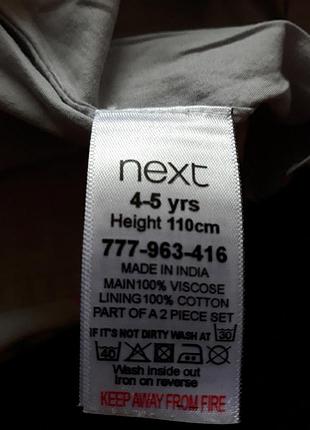 next
4-5 yrs
Height 110cm
777-963-416
MADE IN INDIA
MAIN100% VISCOSE
LINING100% COTTON
PART OF A 2 PIECE SET
IF IT'S NOT DIRTY WASH AT 30
40
Wash inside out
Iron on reverse
KEEP AWAY FROM FIRE